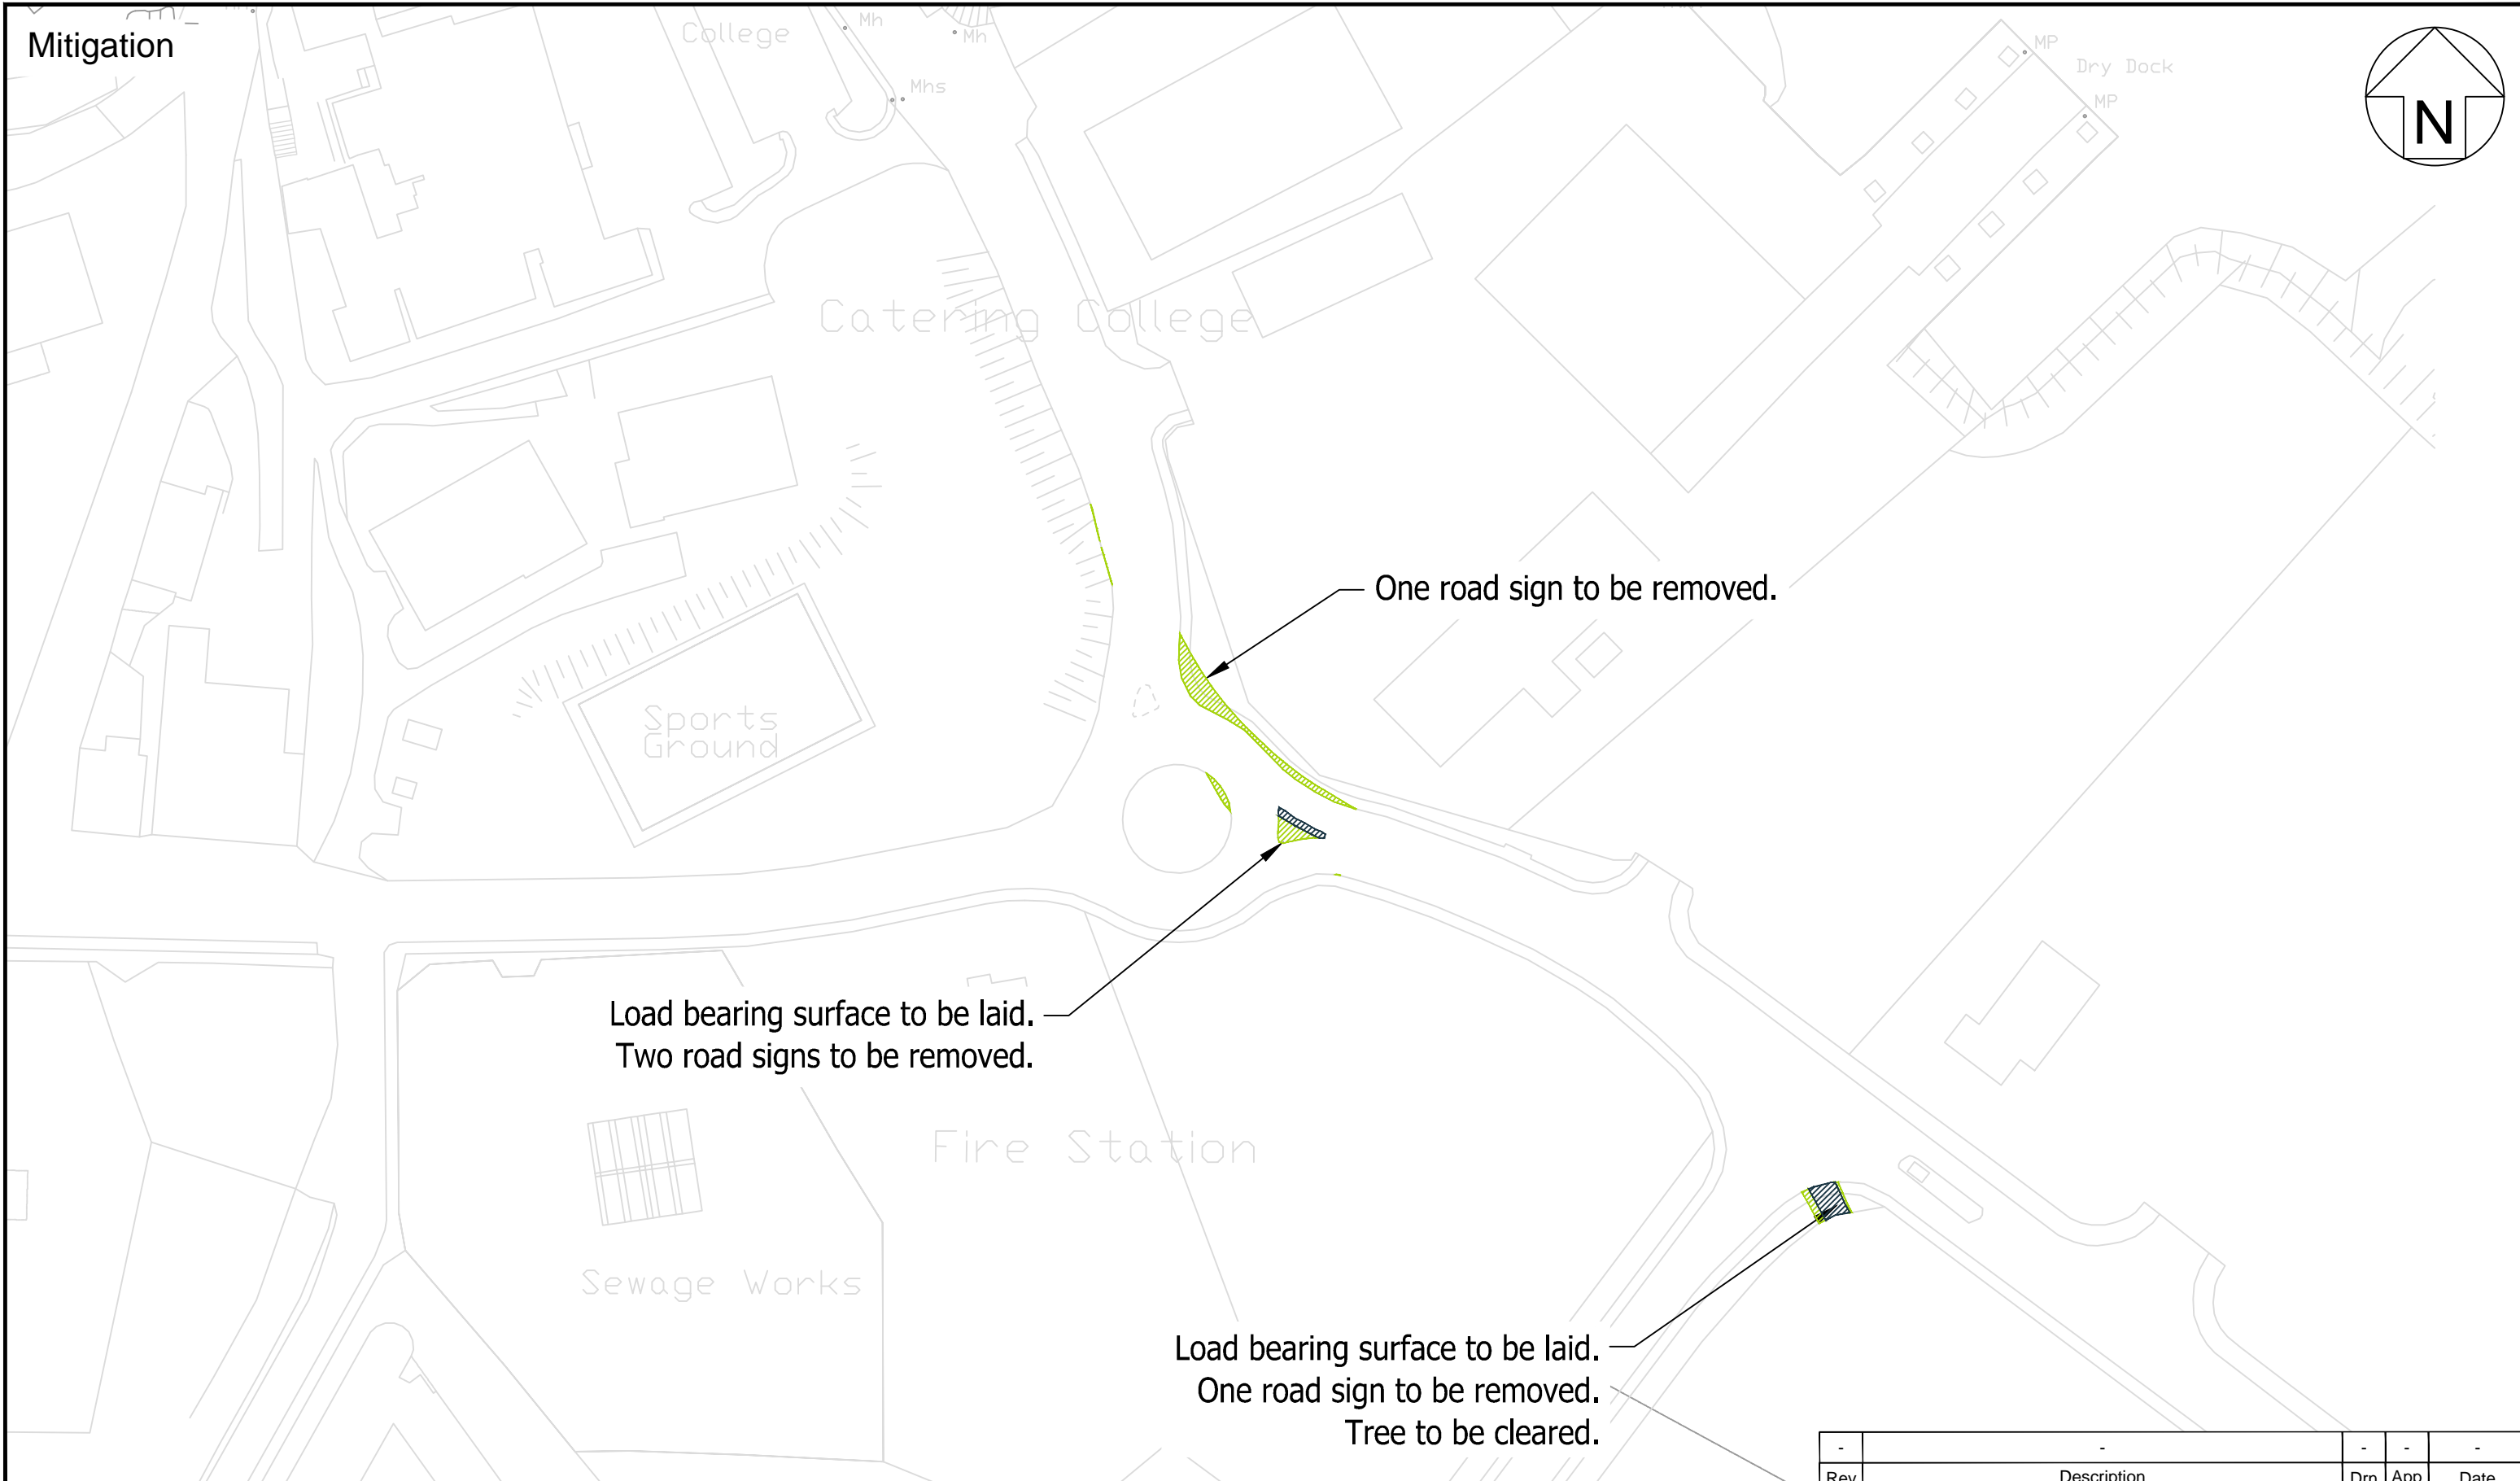 Mitigation
College
Mh
Mh
Mhs
MP
Dry Dock
MP
N
Catering College
One road sign to be removed.
Sports
Ground
Load bearing surface to be laid.
Two road signs to be removed.
Fire Station
Sewage Works
Load bearing surface to be laid.
One road sign to be removed.
Tree to be cleared.
- - - - -
Rev Description Drn App Date